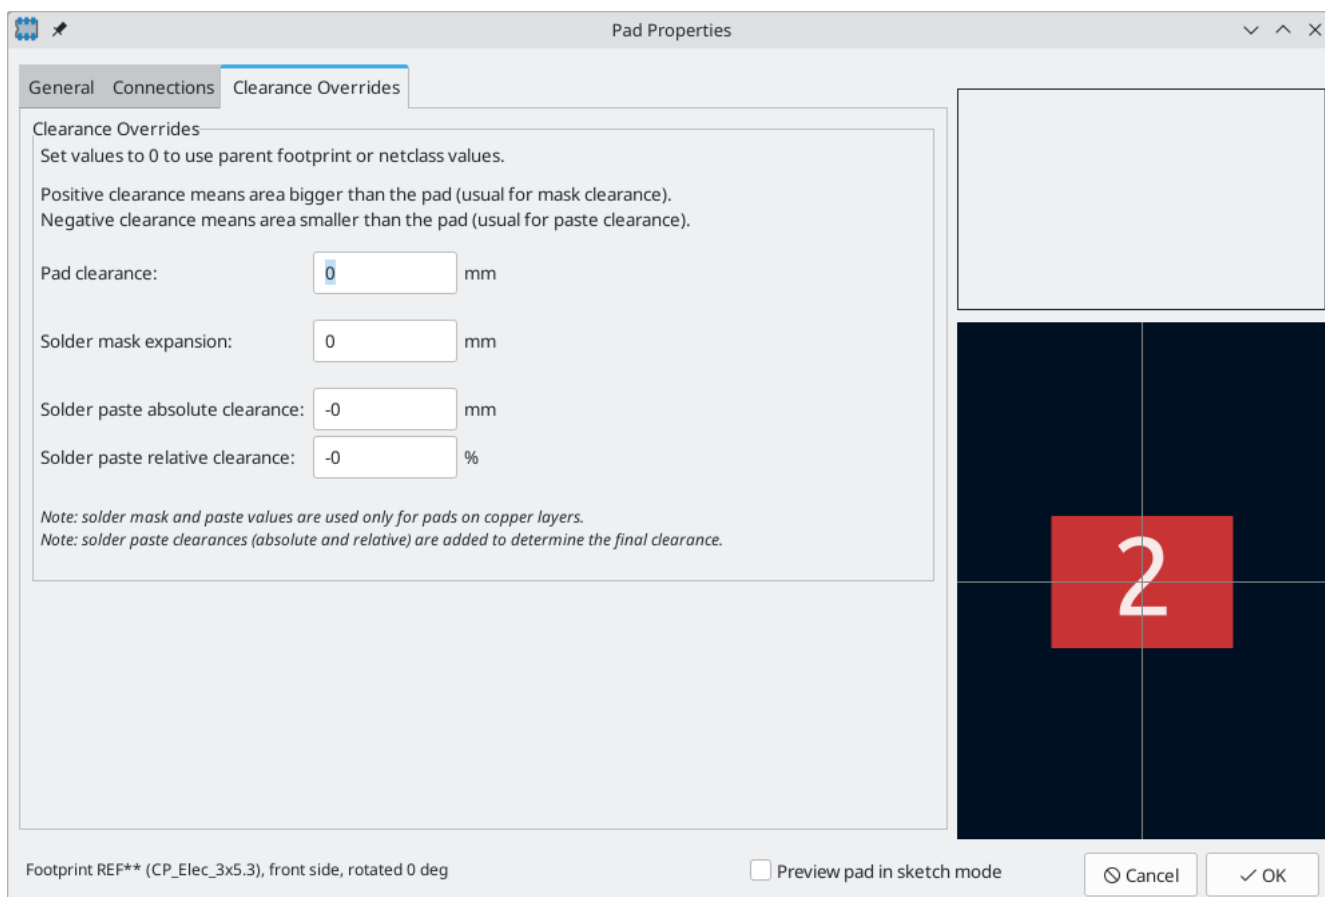 Pad Properties
General Connections Clearance Overrides
Clearance Overrides
Set values to 0 to use parent footprint or netclass values.
Positive clearance means area bigger than the pad (usual for mask clearance).
Negative clearance means area smaller than the pad (usual for paste clearance).
Pad clearance: 0 mm
Solder mask expansion: 0 mm
Solder paste absolute clearance: -0 mm
Solder paste relative clearance: -0 %
Note: solder mask and paste values are used only for pads on copper layers.
Note: solder paste clearances (absolute and relative) are added to determine the final clearance.
2
Footprint REF** (CP_Elec_3x5.3), front side, rotated 0 deg
Preview pad in sketch mode
Cancel
OK